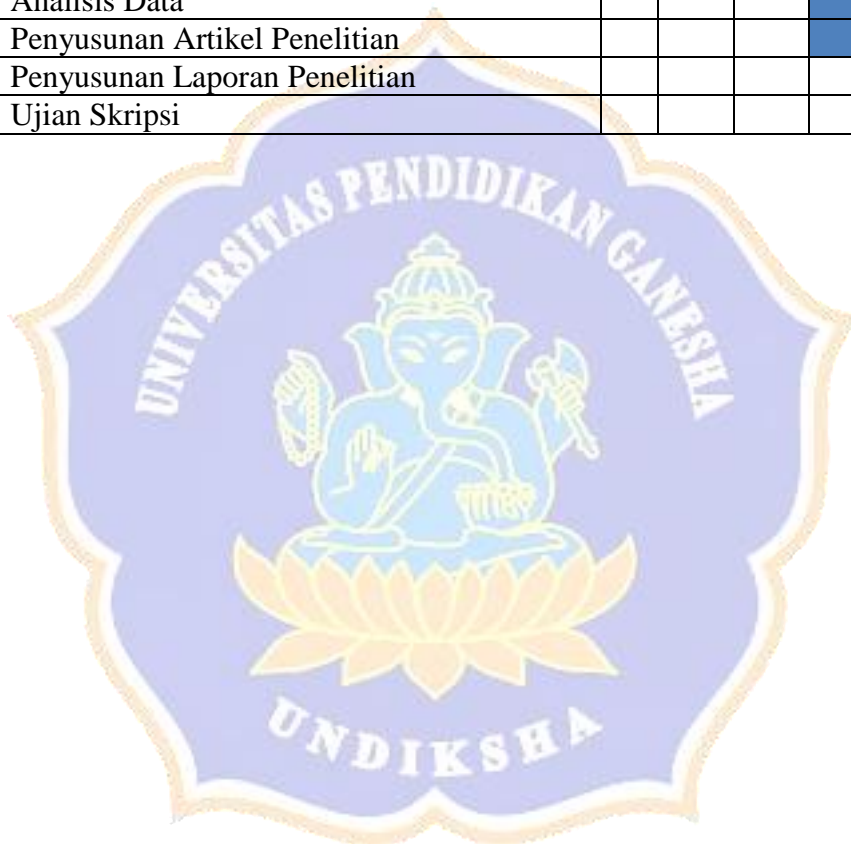 Analisis Data
Penyusunan Artikel Penelitian
Penyusunan Laporan Penelitian
Ujian Skripsi
UNIVERSITAS PENDIDIKAN GANESHA
UNDIKSHA